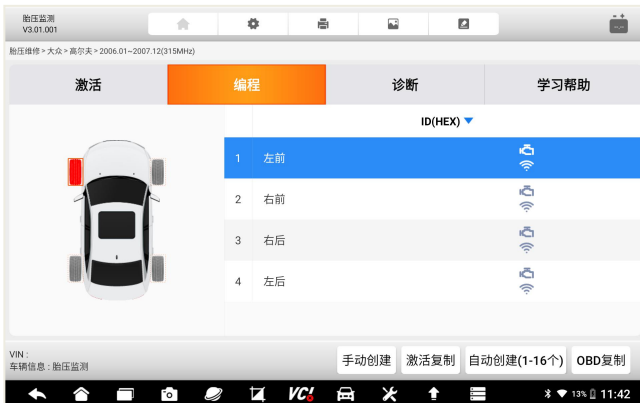 胎压监测
V3.01.001
胎压维修 > 大众 > 高尔夫 > 2006.01~2007.12(315MHz)
激活 编程 诊断 学习帮助
ID(HEX)
1 左前
2 右前
3 右后
4 左后
VIN :
车辆信息 : 胎压监测
手动创建 激活复制 自动创建(1-16个) OBD复制
VCI 13% 11:42